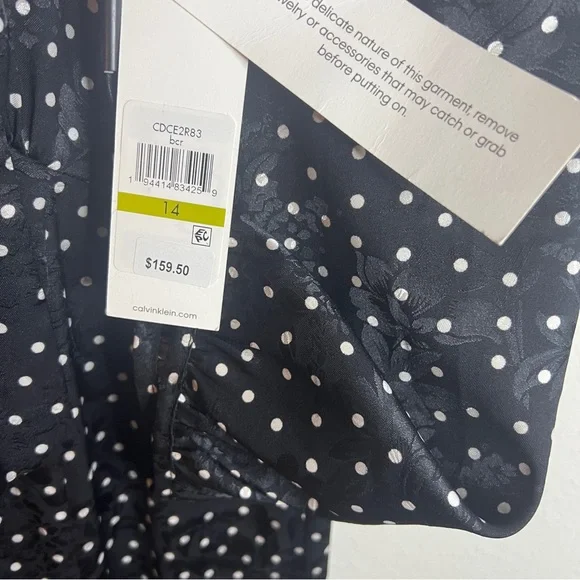 delicate nature of this garment, remove
jewelry or accessories that may catch or grab
before putting on.
CDCE2R83
bcr
1 94414 83425 9
14
$159.50
calvinklein.com